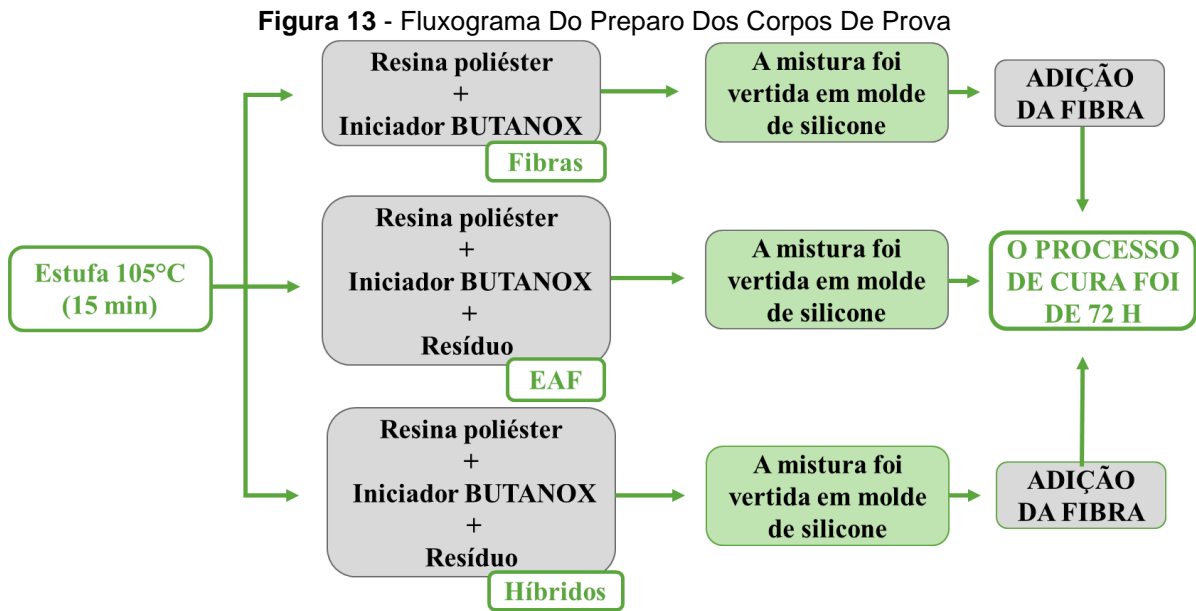 Figura 13 - Fluxograma Do Preparo Dos Corpos De Prova
Estufa 105°C
(15 min)
Resina poliéster
+
Iniciador BUTANOX
Fibras
A mistura foi
vertida em molde
de silicone
ADIÇÃO
DA FIBRA
Resina poliéster
+
Iniciador BUTANOX
+
Resíduo
EAF
A mistura foi
vertida em molde
de silicone
O PROCESSO
DE CURA FOI
DE 72 H
Resina poliéster
+
Iniciador BUTANOX
+
Resíduo
Híbridos
A mistura foi
vertida em molde
de silicone
ADIÇÃO
DA FIBRA